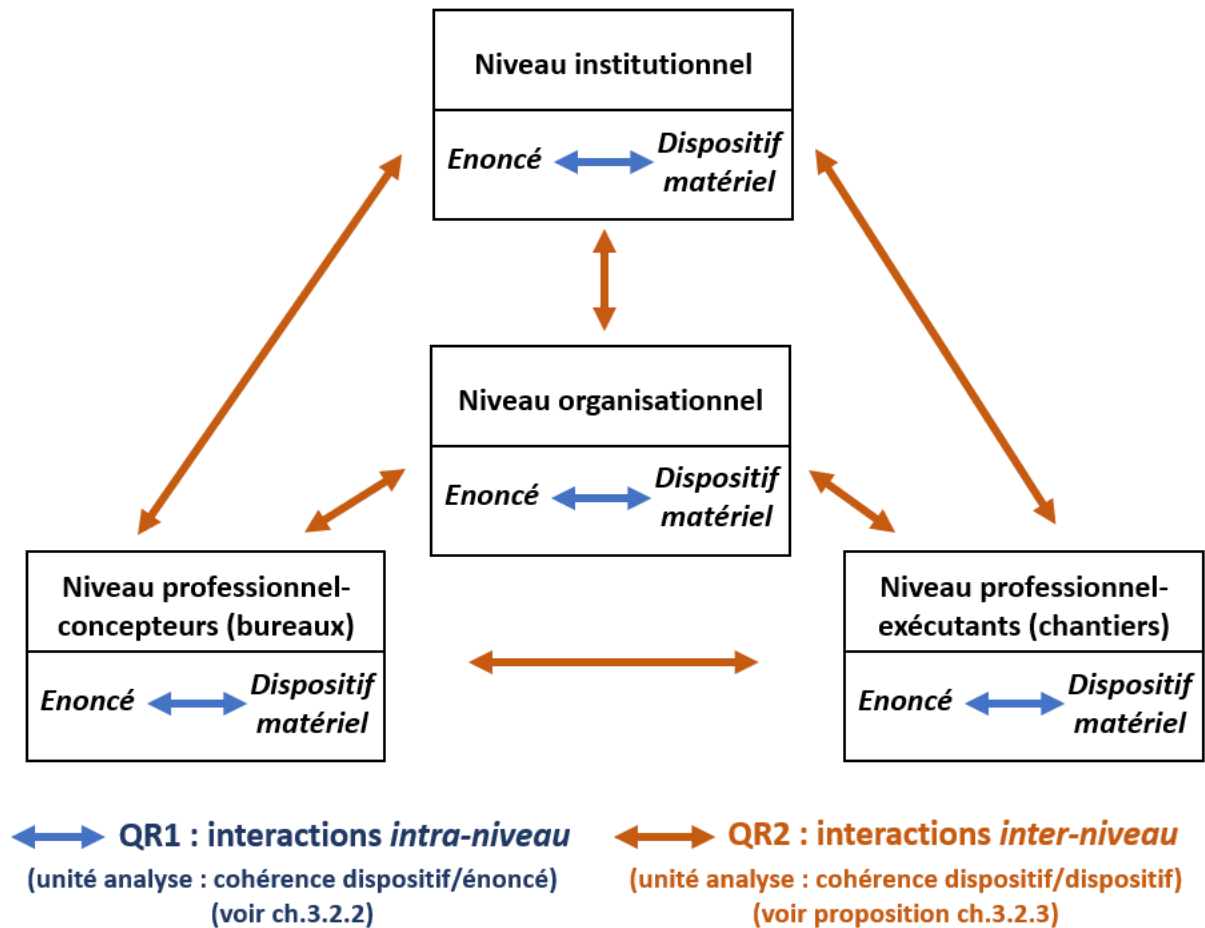 Niveau institutionnel
Enoncé
Dispositif
matériel
Niveau organisationnel
Enoncé
Dispositif
matériel
Niveau professionnel-
concepteurs (bureaux)
Enoncé
Dispositif
matériel
Niveau professionnel-
exécutants (chantiers)
Enoncé
Dispositif
matériel
QR1 : interactions intra-niveau
(unité analyse : cohérence dispositif/énoncé)
(voir ch.3.2.2)
QR2 : interactions inter-niveau
(unité analyse : cohérence dispositif/dispositif)
(voir proposition ch.3.2.3)